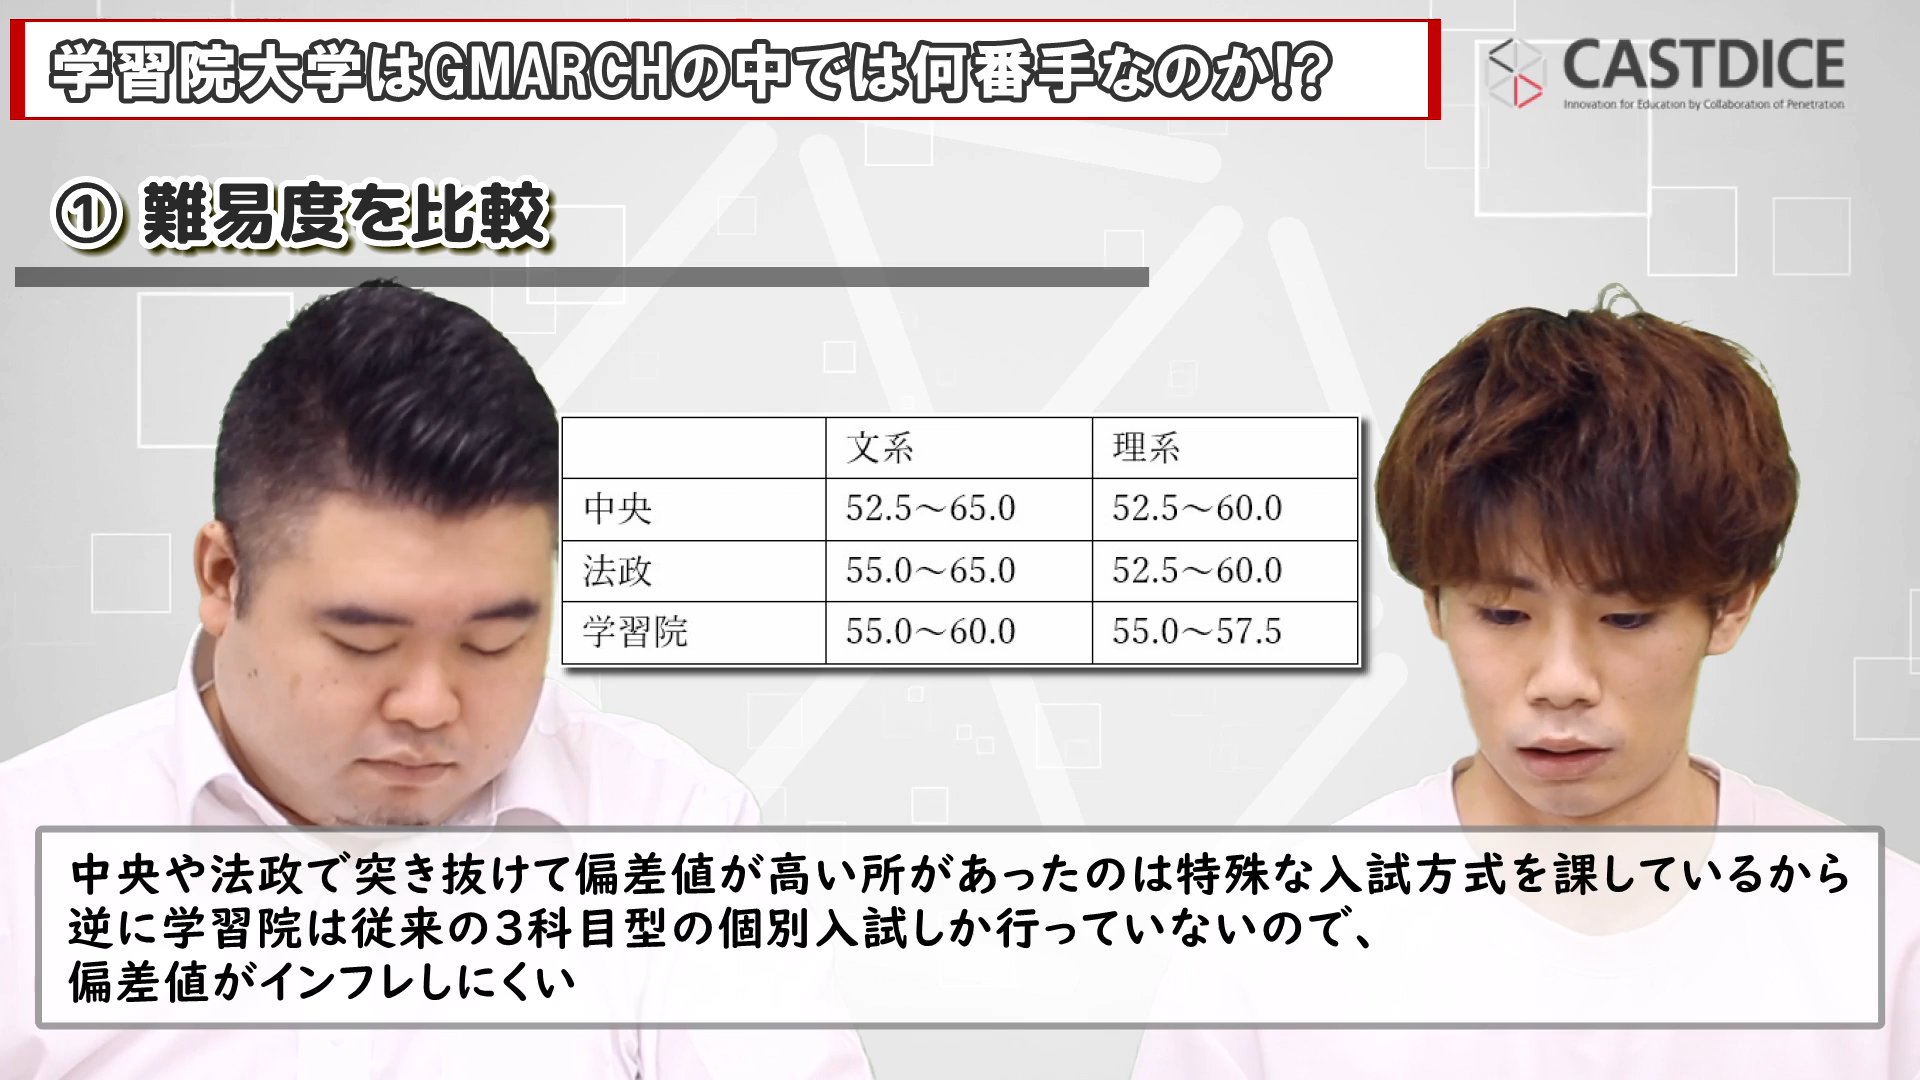 学習院大学はGMARCHの中では何番手なのか!?
CASTDICE
Innovation for Education by Collaboration of Penetration
① 難易度を比較
文系 理系
中央 52.5～65.0 52.5～60.0
法政 55.0～65.0 52.5～60.0
学習院 55.0～60.0 55.0～57.5
中央や法政で突き抜けて偏差値が高い所があったのは特殊な入試方式を課しているから
逆に学習院は従来の3科目型の個別入試しか行っていないので、
偏差値がインフレしにくい